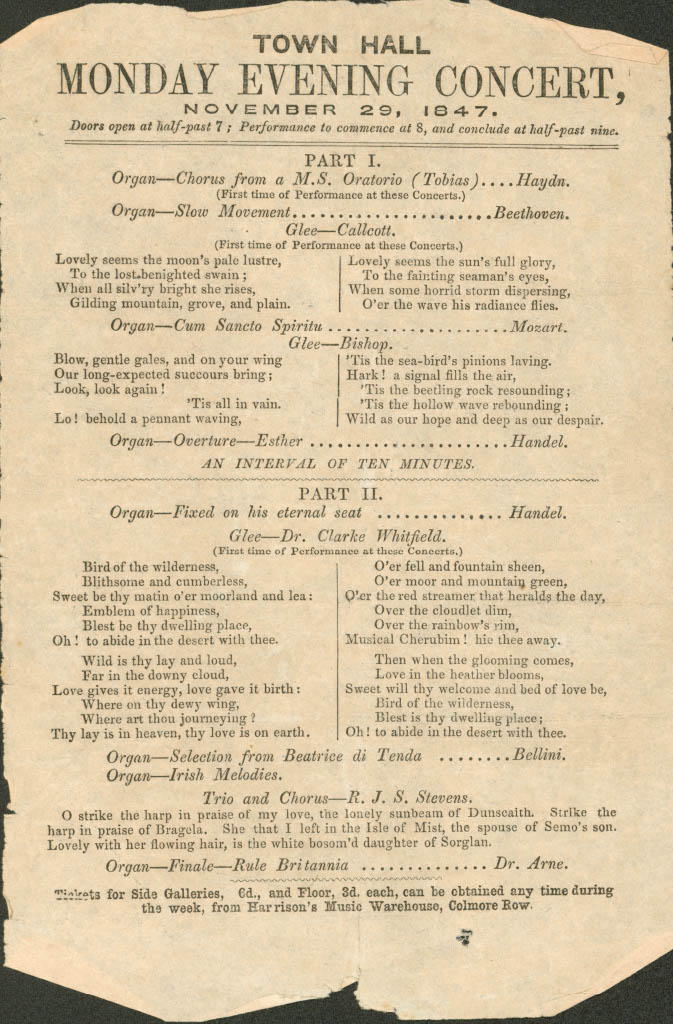 TOWN HALL
MONDAY EVENING CONCERT,
NOVEMBER 29, 1847.
Doors open at half-past 7 ; Performance to commence at 8, and conclude at half-past nine.
PART I.
Organ—Chorus from a M.S. Oratorio (Tobias)....Haydn.
(First time of Performance at these Concerts.)
Organ—Slow Movement.......................Beethoven.
Glee—Callcott.
(First time of Performance at these Concerts.)
Lovely seems the moon's pale lustre,
To the lost benighted swain ;
When all silv'ry bright she rises,
Gilding mountain, grove, and plain.
Lovely seems the sun's full glory,
To the fainting seaman's eyes,
When some horrid storm dispersing,
O'er the wave his radiance flies.
Organ—Cum Sancto Spiritu ....................Mozart.
Glee—Bishop.
Blow, gentle gales, and on your wing
Our long-expected succours bring ;
Look, look again !
'Tis all in vain.
Lo! behold a pennant waving,
'Tis the sea-bird's pinions laving.
Hark ! a signal fills the air,
'Tis the beetling rock resounding ;
'Tis the hollow wave rebounding ;
Wild as our hope and deep as our despair.
Organ—Overture—Esther ......................Handel.
AN INTERVAL OF TEN MINUTES.
PART II.
Organ—Fixed on his eternal seat .............. Handel.
Glee—Dr. Clarke Whitfield.
(First time of Performance at these Concerts.)
Bird of the wilderness,
Blithsome and cumberless,
Sweet be thy matin o'er moorland and lea :
Emblem of happiness,
Blest be thy dwelling place,
Oh ! to abide in the desert with thee.
Wild is thy lay and loud,
Far in the downy cloud,
Love gives it energy, love gave it birth :
Where on thy dewy wing,
Where art thou journeying ?
Thy lay is in heaven, thy love is on earth.
O'er fell and fountain sheen,
O'er moor and mountain green,
O'er the red streamer that heralds the day,
Over the cloudlet dim,
Over the rainbow's rim,
Musical Cherubim ! hie thee away.
Then when the glooming comes,
Love in the heather blooms,
Sweet will thy welcome and bed of love be,
Bird of the wilderness,
Blest is thy dwelling place ;
Oh! to abide in the desert with thee.
Organ—Selection from Beatrice di Tenda ........Bellini.
Organ—Irish Melodies.
Trio and Chorus—R. J. S. Stevens.
O strike the harp in praise of my love, the lonely sunbeam of Dunscaith. Strike the
harp in praise of Bragela. She that I left in the Isle of Mist, the spouse of Semo's son.
Lovely with her flowing hair, is the white bosom'd daughter of Sorglan.
Organ—Finale—Rule Britannia .............. Dr. Arne.
Tickets for Side Galleries, 6d., and Floor, 3d. each, can be obtained any time during
the week, from Harrison's Music Warehouse, Colmore Row.